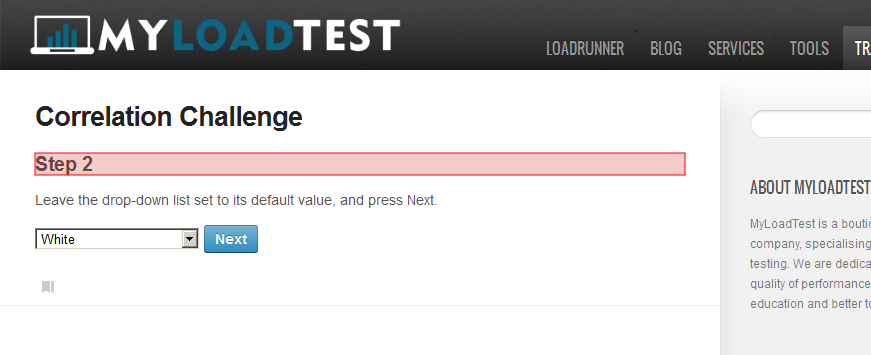 MYLOADTEST
LOADRUNNER BLOG SERVICES TOOLS TR
Correlation Challenge
Step 2
Leave the drop-down list set to its default value, and press Next.
White Next
ABOUT MYLOADTEST
MyLoadTest is a boutiq
company, specialising
testing. We are dedica
quality of performance
education and better to